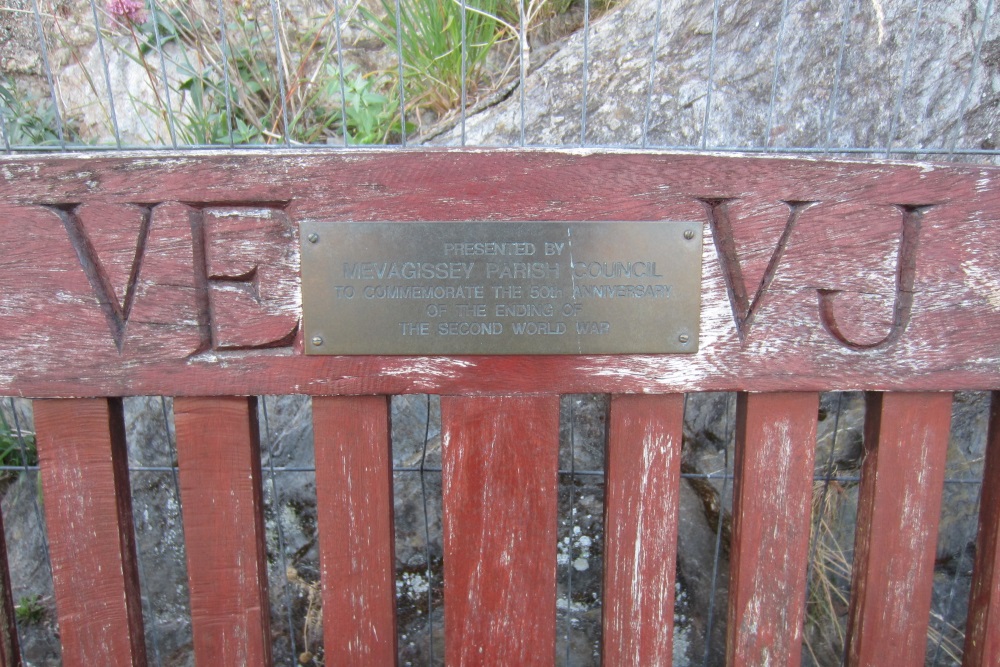 VE
PRESENTED BY
MEVAGISSEY PARISH COUNCIL
TO COMMEMORATE THE 50th ANNIVERSARY
OF THE ENDING OF
THE SECOND WORLD WAR
VJ